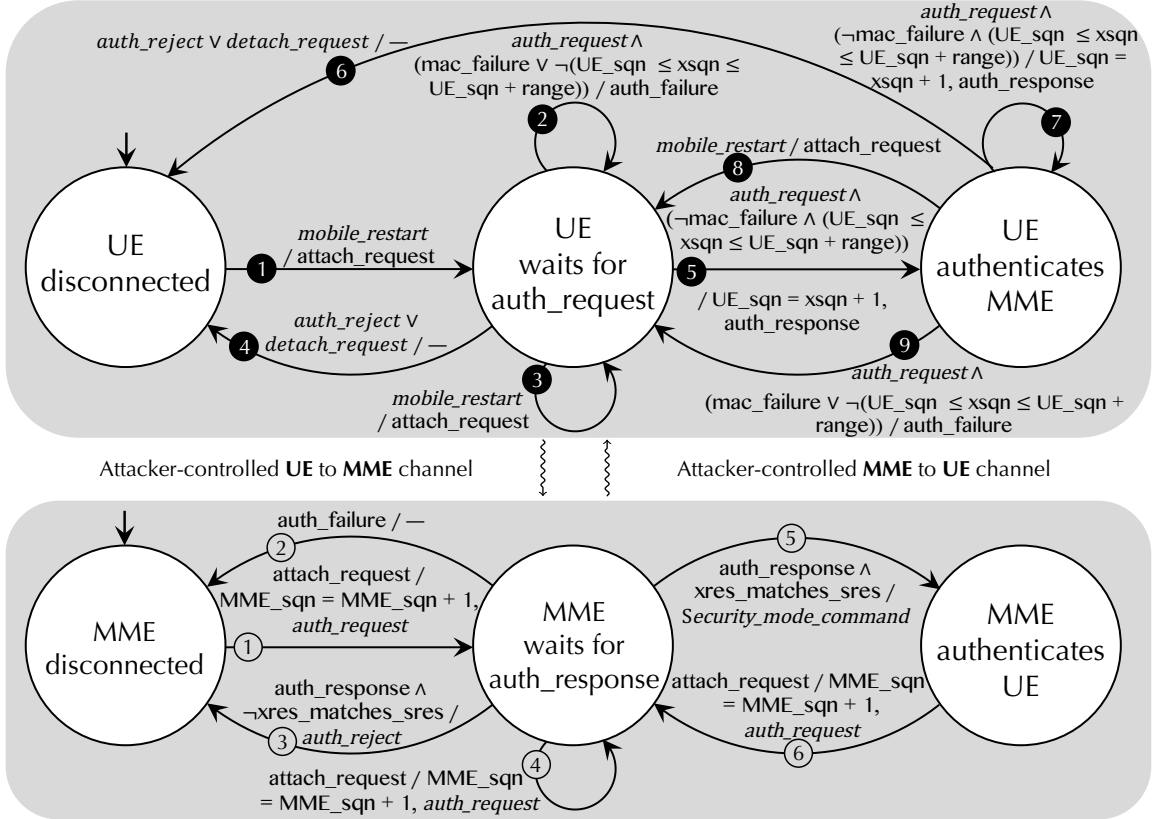 auth_reject ∨ detach_request / —
6
auth_request ∧
(mac_failure ∨ ¬(UE_sqn ≤ xsqn ≤
UE_sqn + range)) / auth_failure
2
auth_request ∧
(¬mac_failure ∧ (UE_sqn ≤ xsqn
≤ UE_sqn + range)) / UE_sqn =
xsqn + 1, auth_response
7
mobile_restart / attach_request
8
UE
disconnected
mobile_restart
/ attach_request
1
UE
waits for
auth_request
auth_request ∧
(¬mac_failure ∧ (UE_sqn ≤
xsqn ≤ UE_sqn + range))
5
/ UE_sqn = xsqn + 1,
auth_response
UE
authenticates
MME
auth_reject ∨
detach_request / —
4
3
mobile_restart
/ attach_request
9
auth_request ∧
(mac_failure ∨ ¬(UE_sqn ≤ xsqn ≤ UE_sqn +
range)) / auth_failure
Attacker-controlled UE to MME channel
Attacker-controlled MME to UE channel
auth_failure / —
2
attach_request /
MME_sqn = MME_sqn + 1,
auth_request
1
MME
disconnected
MME
waits for
auth_response
5
auth_response ∧
xres_matches_sres /
Security_mode_command
MME
authenticates
UE
auth_response ∧
¬xres_matches_sres /
auth_reject
3
attach_request / MME_sqn
= MME_sqn + 1,
auth_request
6
4
attach_request / MME_sqn
= MME_sqn + 1, auth_request